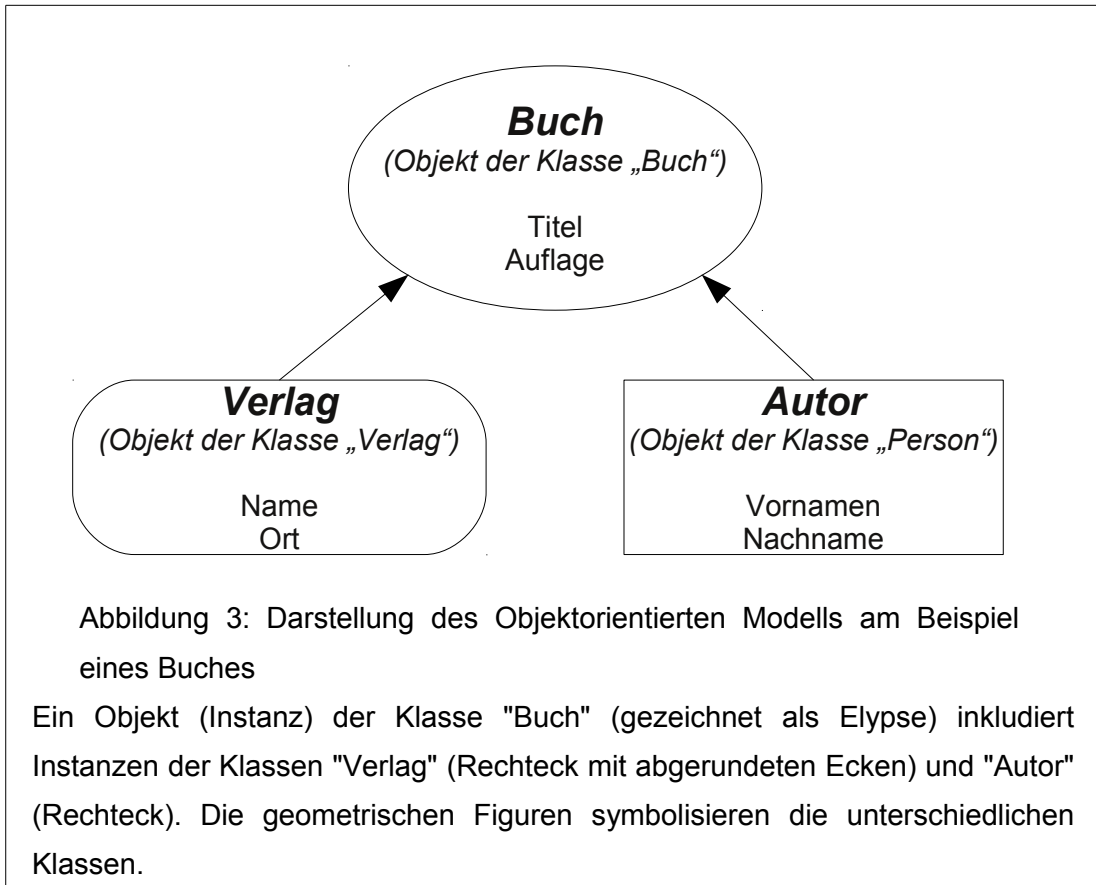 Buch
(Objekt der Klasse „Buch“)
Titel
Auflage
Verlag
(Objekt der Klasse „Verlag“)
Name
Ort
Autor
(Objekt der Klasse „Person“)
Vornamen
Nachname
Abbildung 3: Darstellung des Objektorientierten Modells am Beispiel
eines Buches
Ein Objekt (Instanz) der Klasse "Buch" (gezeichnet als Elypse) inkludiert
Instanzen der Klassen "Verlag" (Rechteck mit abgerundeten Ecken) und "Autor"
(Rechteck). Die geometrischen Figuren symbolisieren die unterschiedlichen
Klassen.